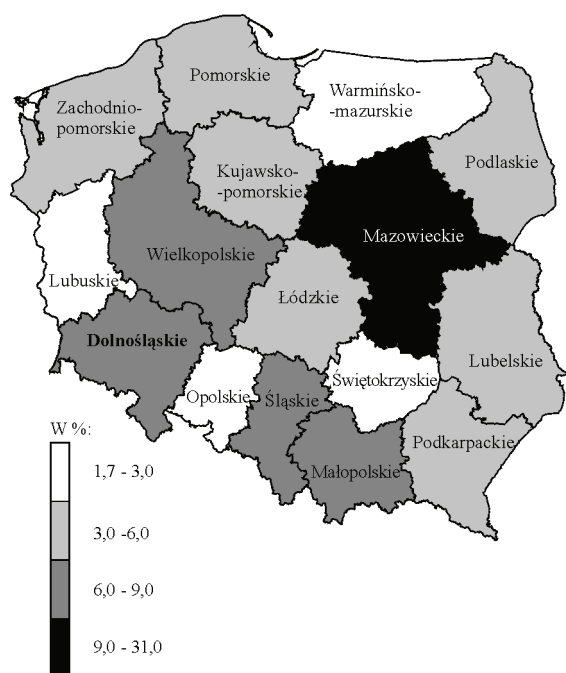 Pomorskie
Warmińsko-
-mazurskie
Zachodnio-
pomorskie
Podlaskie
Kujawsko-
-pomorskie
Mazowieckie
Wielkopolskie
Lubuskie
Łódzkie
Dolnośląskie
Lubelskie
Świętokrzyskie
Opolskie
Śląskie
Podkarpackie
Małopolskie
W %:
1,7 - 3,0
3,0 -6,0
6,0 - 9,0
9,0 - 31,0